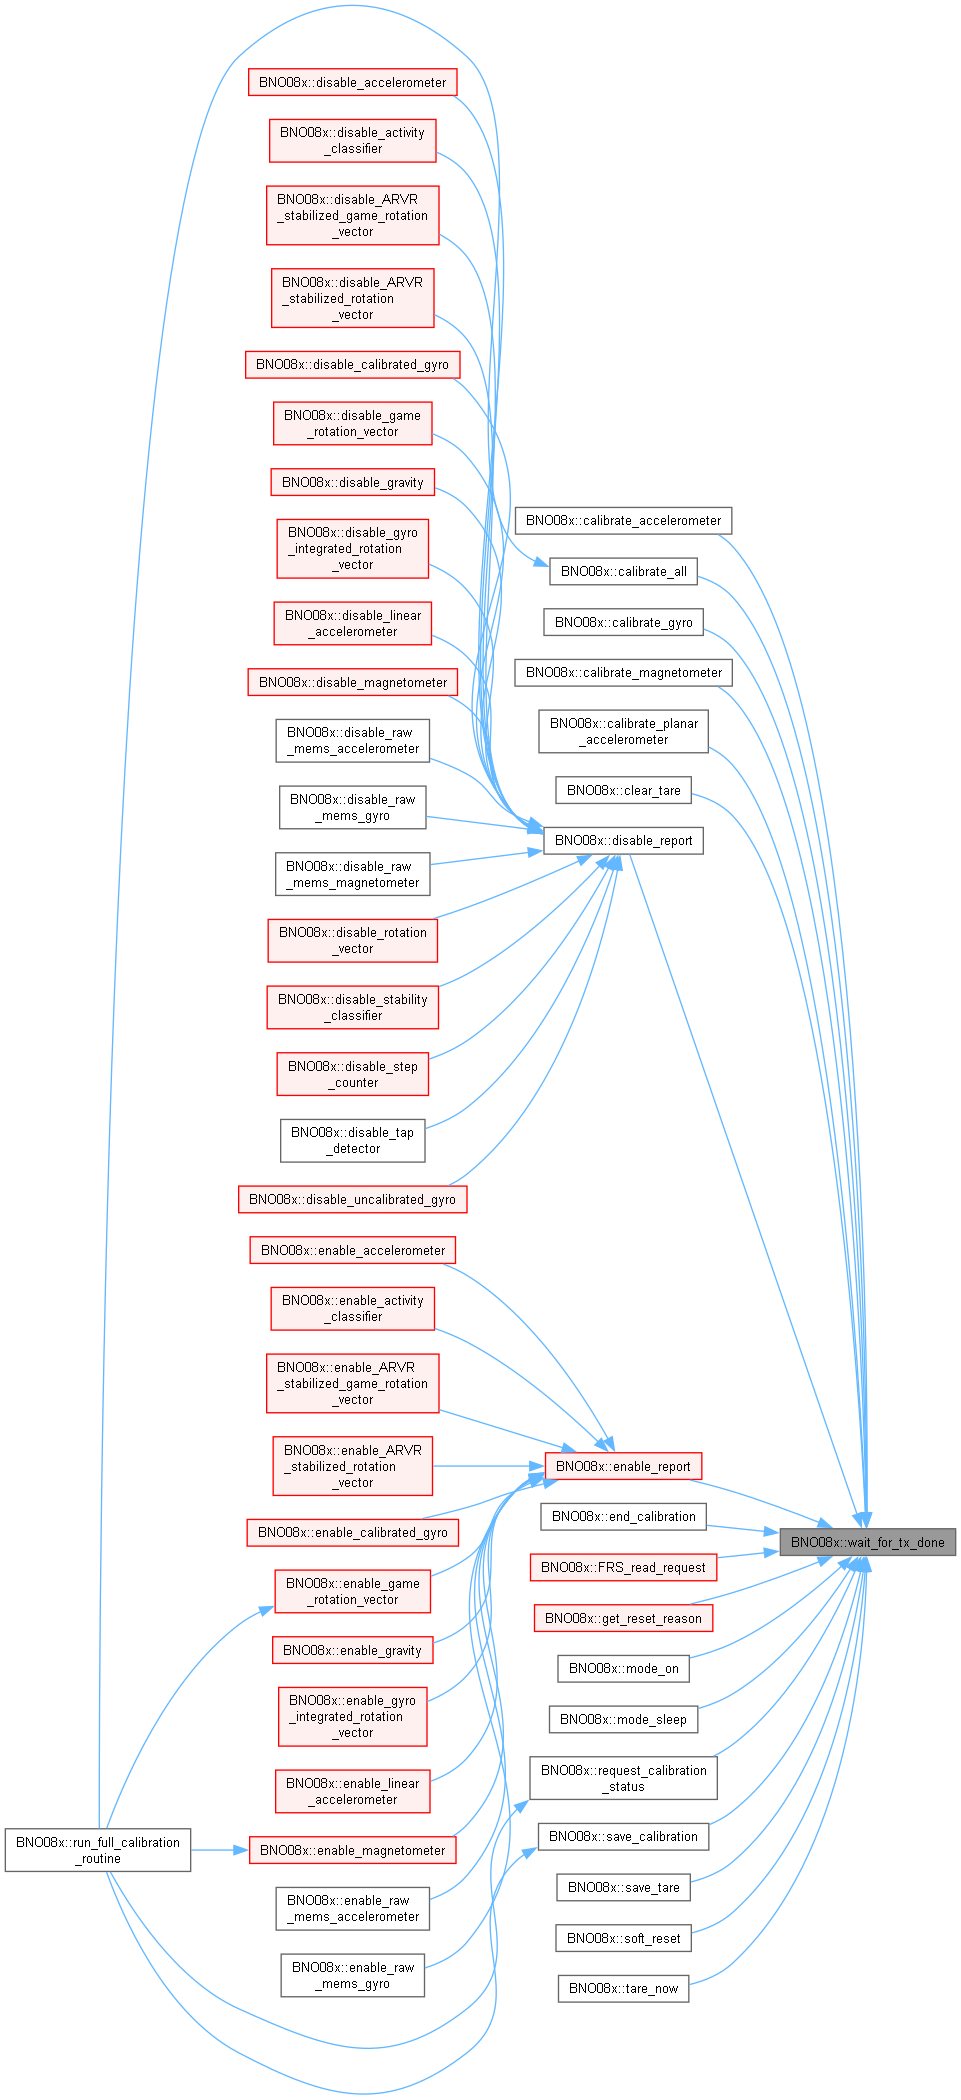 BNO08x::disable_accelerometer
BNO08x::disable_activity
_classifier
BNO08x::disable_ARVR
_stabilized_game_rotation
_vector
BNO08x::disable_ARVR
_stabilized_rotation
_vector
BNO08x::disable_calibrated_gyro
BNO08x::disable_game
_rotation_vector
BNO08x::disable_gravity
BNO08x::disable_gyro
_integrated_rotation
_vector
BNO08x::disable_linear
_accelerometer
BNO08x::disable_magnetometer
BNO08x::disable_raw
_mems_accelerometer
BNO08x::disable_raw
_mems_gyro
BNO08x::disable_raw
_mems_magnetometer
BNO08x::disable_rotation
_vector
BNO08x::disable_stability
_classifier
BNO08x::disable_step
_counter
BNO08x::disable_tap
_detector
BNO08x::disable_uncalibrated_gyro
BNO08x::enable_accelerometer
BNO08x::enable_activity
_classifier
BNO08x::enable_ARVR
_stabilized_game_rotation
_vector
BNO08x::enable_ARVR
_stabilized_rotation
_vector
BNO08x::enable_calibrated_gyro
BNO08x::enable_game
_rotation_vector
BNO08x::enable_gravity
BNO08x::enable_gyro
_integrated_rotation
_vector
BNO08x::enable_linear
_accelerometer
BNO08x::enable_magnetometer
BNO08x::enable_raw
_mems_accelerometer
BNO08x::enable_raw
_mems_gyro
BNO08x::run_full_calibration
_routine
BNO08x::calibrate_accelerometer
BNO08x::calibrate_all
BNO08x::calibrate_gyro
BNO08x::calibrate_magnetometer
BNO08x::calibrate_planar
_accelerometer
BNO08x::clear_tare
BNO08x::disable_report
BNO08x::enable_report
BNO08x::end_calibration
BNO08x::FRS_read_request
BNO08x::get_reset_reason
BNO08x::mode_on
BNO08x::mode_sleep
BNO08x::request_calibration
_status
BNO08x::save_calibration
BNO08x::save_tare
BNO08x::soft_reset
BNO08x::tare_now
BNO08x::wait_for_tx_done